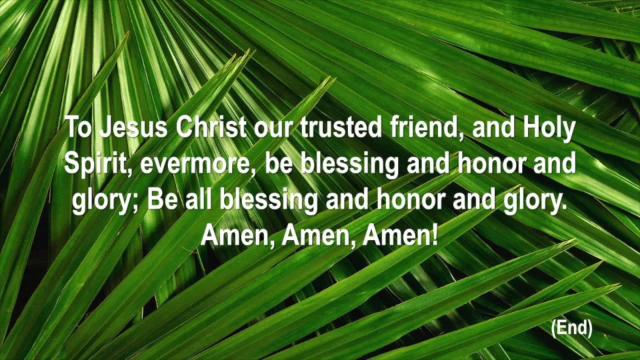 To Jesus Christ our trusted friend, and Holy
Spirit, evermore, be blessing and honor and
glory; Be all blessing and honor and glory.
Amen, Amen, Amen!
(End)